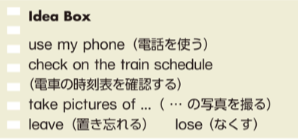 Idea Box
use my phone（電話を使う）
check on the train schedule
（電車の時刻表を確認する）
take pictures of ...（ … の写真を撮る）
leave（置き忘れる）　lose（なくす）